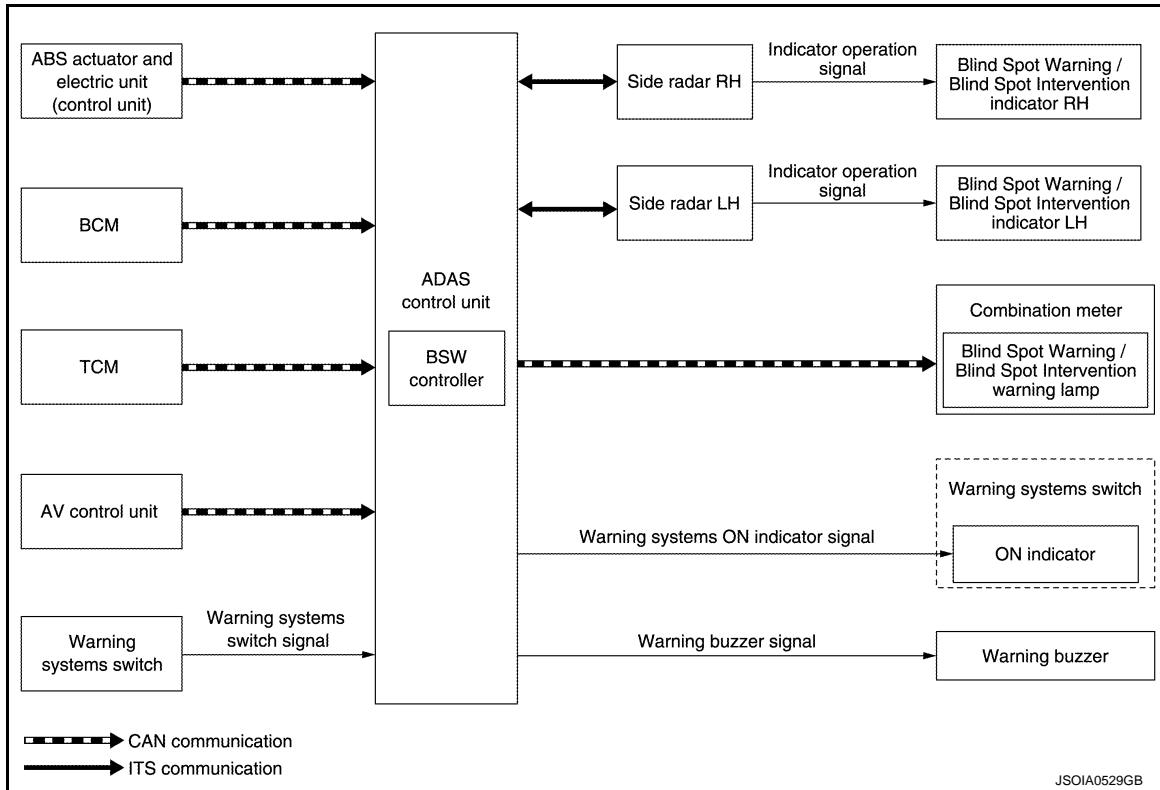 ABS actuator and
electric unit
(control unit)
BCM
TCM
AV control unit
Warning
systems switch
Warning systems
switch signal
ADAS
control unit
BSW
controller
Side radar RH
Indicator operation
signal
Blind Spot Warning /
Blind Spot Intervention
indicator RH
Side radar LH
Indicator operation
signal
Blind Spot Warning /
Blind Spot Intervention
indicator LH
Combination meter
Blind Spot Warning /
Blind Spot Intervention
warning lamp
Warning systems switch
Warning systems ON indicator signal
ON indicator
Warning buzzer signal
Warning buzzer
CAN communication
ITS communication
JSOIA0529GB